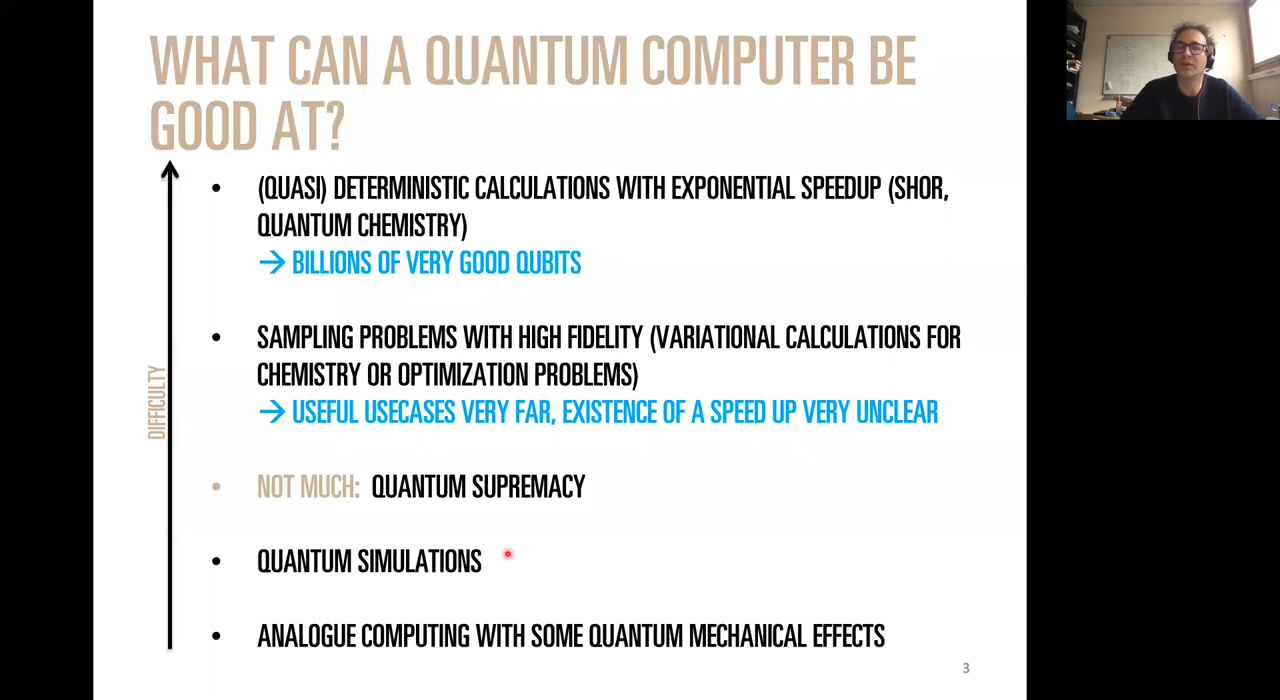 WHAT CAN A QUANTUM COMPUTER BE
GOOD AT?
• (QUASI) DETERMINISTIC CALCULATIONS WITH EXPONENTIAL SPEEDUP (SHOR,
QUANTUM CHEMISTRY)
→ BILLIONS OF VERY GOOD QUBITS
• SAMPLING PROBLEMS WITH HIGH FIDELITY (VARIATIONAL CALCULATIONS FOR
CHEMISTRY OR OPTIMIZATION PROBLEMS)
→ USEFUL USECASES VERY FAR, EXISTENCE OF A SPEED UP VERY UNCLEAR
DIFFICULTY
• NOT MUCH: QUANTUM SUPREMACY
• QUANTUM SIMULATIONS
• ANALOGUE COMPUTING WITH SOME QUANTUM MECHANICAL EFFECTS
3